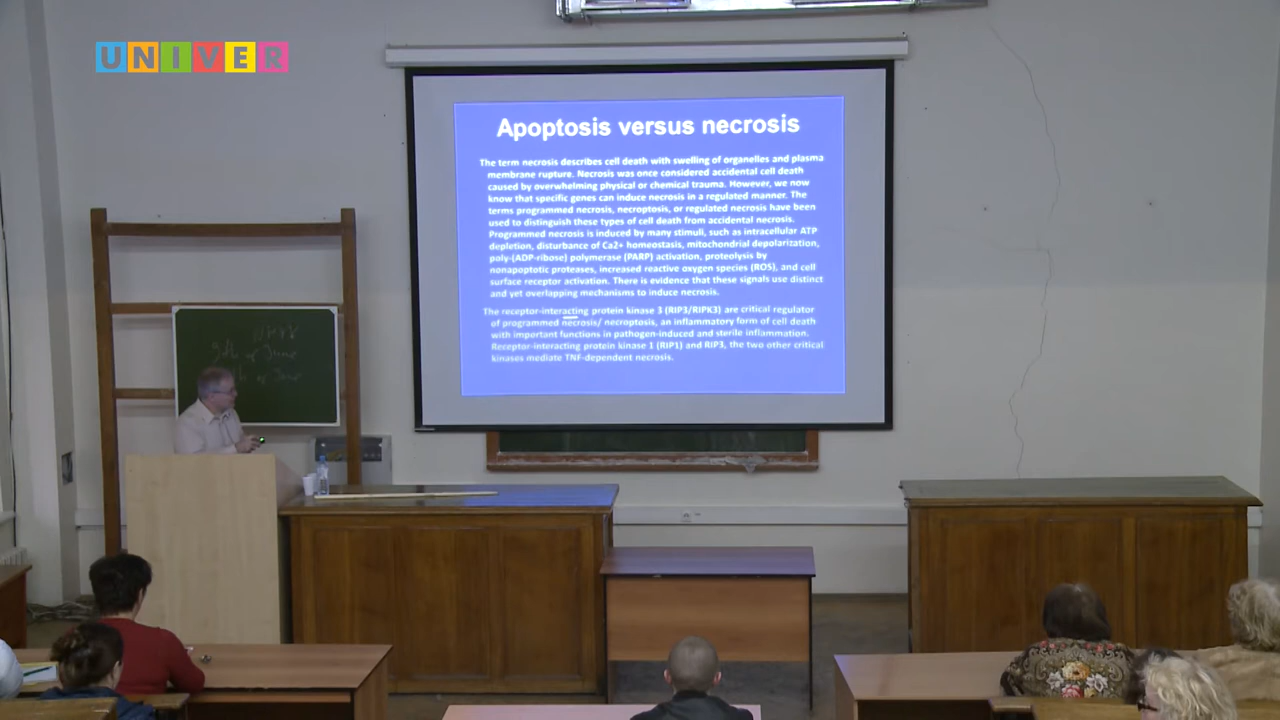 UNIVER
Apoptosis versus necrosis
The term necrosis describes cell death with swelling of organelles and plasma
membrane rupture. Necrosis was once considered accidental cell death
caused by overwhelming physical or chemical trauma. However, we now
know that specific genes can induce necrosis in a regulated manner. The
terms programmed necrosis, necroptosis, or regulated necrosis have been
used to distinguish these types of cell death from accidental necrosis.
Programmed necrosis is induced by many stimuli, such as intracellular ATP
depletion, disturbance of Ca2+ homeostasis, mitochondrial depolarization,
poly-(ADP-ribose) polymerase (PARP) activation, proteolysis by
nonapoptotic proteases, increased reactive oxygen species (ROS), and cell
surface receptor activation. There is evidence that these signals use distinct
and yet overlapping mechanisms to induce necrosis.
The receptor-interacting protein kinase 3 (RIP3/RIPK3) are critical regulator
of programmed necrosis/ necroptosis, an inflammatory form of cell death
with important functions in pathogen-induced and sterile inflammation.
Receptor-interacting protein kinase 1 (RIP1) and RIP3, the two other critical
kinases mediate TNF-dependent necrosis.